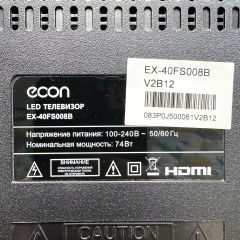 econ
LED ТЕЛЕВИЗОР
EX-40FS008B
Напряжение питания: 100-240В ~ 50/60Гц
Номинальная мощность: 74Вт
EX-40FS008B
V2B12
083P0J500061V2B12
ВНИМАНИЕ
HDMI
CAUTION